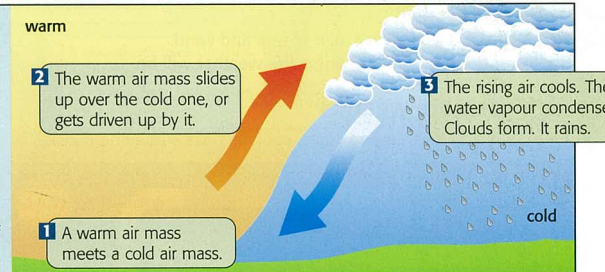 warm
2 The warm air mass slides
up over the cold one, or
gets driven up by it.
3 The rising air cools. The
water vapour condense
Clouds form. It rains.
cold
1 A warm air mass
meets a cold air mass.